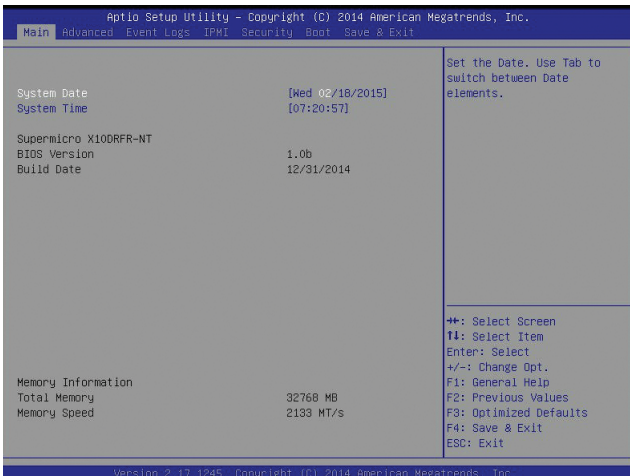 Aptio Setup Utility – Copyright (C) 2014 American Megatrends, Inc.
Main Advanced Event Logs IPMI Security Boot Save & Exit
System Date [Wed 02/18/2015]
System Time [07:20:57]
Supermicro X10DRFR-NT
BIOS Version 1.0b
Build Date 12/31/2014
Memory Information
Total Memory 32768 MB
Memory Speed 2133 MT/s
Set the Date. Use Tab to
switch between Date
elements.
→←: Select Screen
↑↓: Select Item
Enter: Select
+/-: Change Opt.
F1: General Help
F2: Previous Values
F3: Optimized Defaults
F4: Save & Exit
ESC: Exit
Version 2.17.1245. Copyright (C) 2014 American Megatrends, Inc.